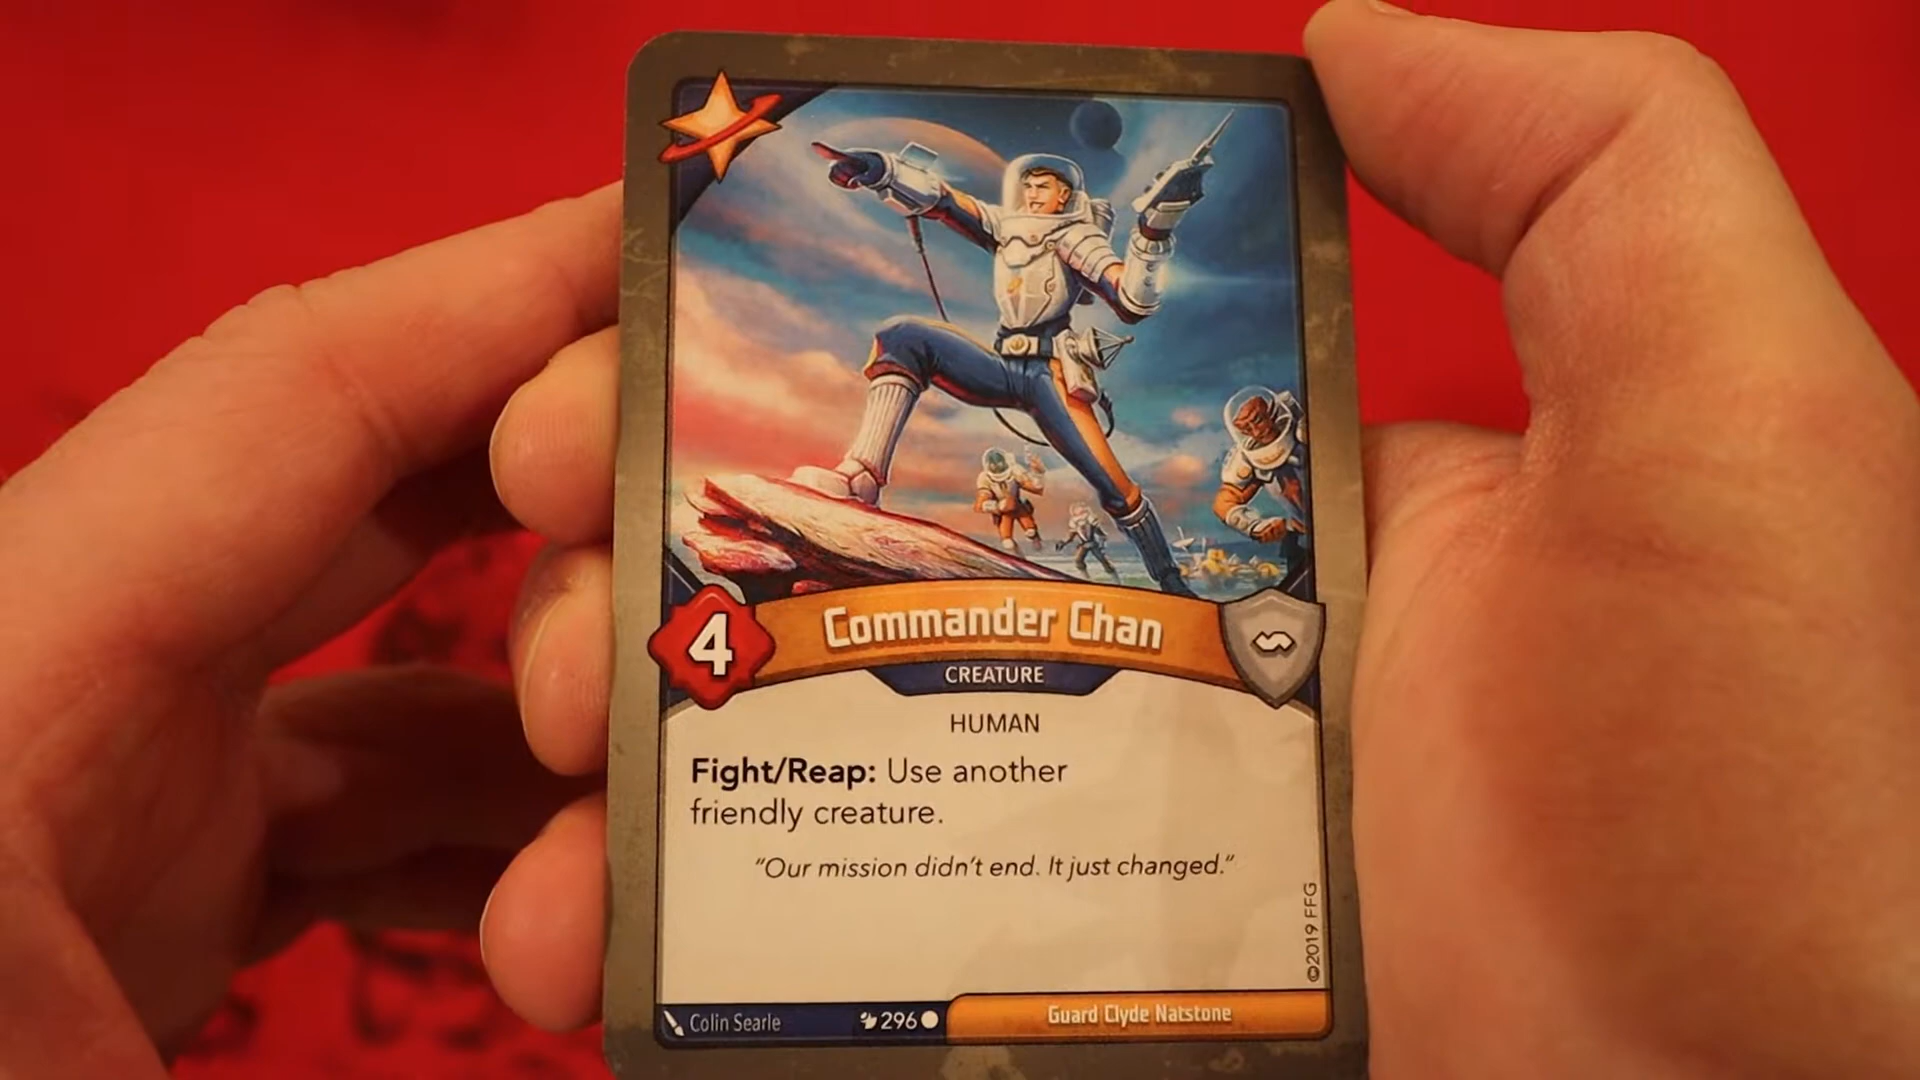 Commander Chan
4
CREATURE
HUMAN
Fight/Reap: Use another
friendly creature.
“Our mission didn’t end. It just changed.”
©2019 FFG
Colin Searle
296
Guard Clyde Natstone